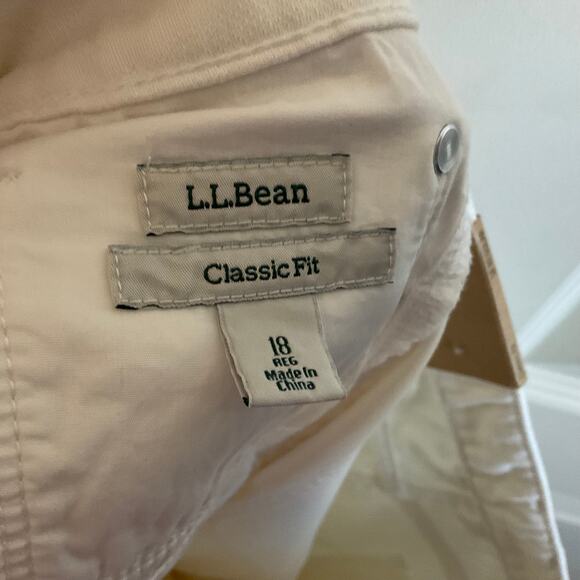 L.L.Bean
Classic Fit
18
REG
Made In
China